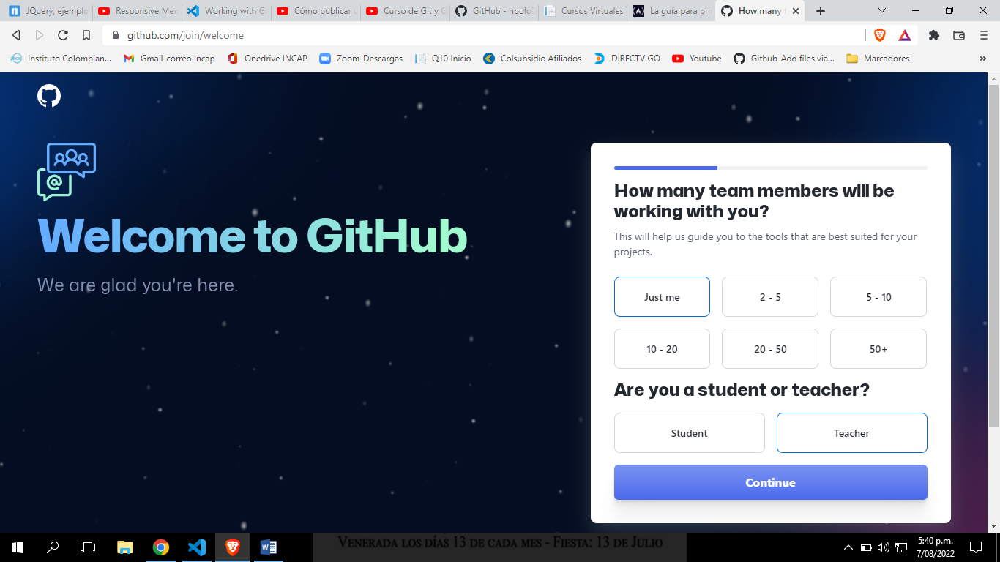 JQuery, ejemplo
Responsive Men
Working with Gi
Cómo publicar u
Curso de Git y G
GitHub - hpolo
Cursos Virtuales
La guía para prin
How many t
github.com/join/welcome
Instituto Colombian...
Gmail-correo Incap
Onedrive INCAP
Zoom-Descargas
Q10 Inicio
Colsubsidio Afiliados
DIRECTV GO
Youtube
Github-Add files via...
Marcadores
»
Welcome to GitHub
We are glad you're here.
How many team members will be
working with you?
This will help us guide you to the tools that are best suited for your
projects.
Just me
2 - 5
5 - 10
10 - 20
20 - 50
50+
Are you a student or teacher?
Student
Teacher
Continue
Venerada los días 13 de cada mes - Fiesta: 13 de Julio
5:40 p.m.
7/08/2022